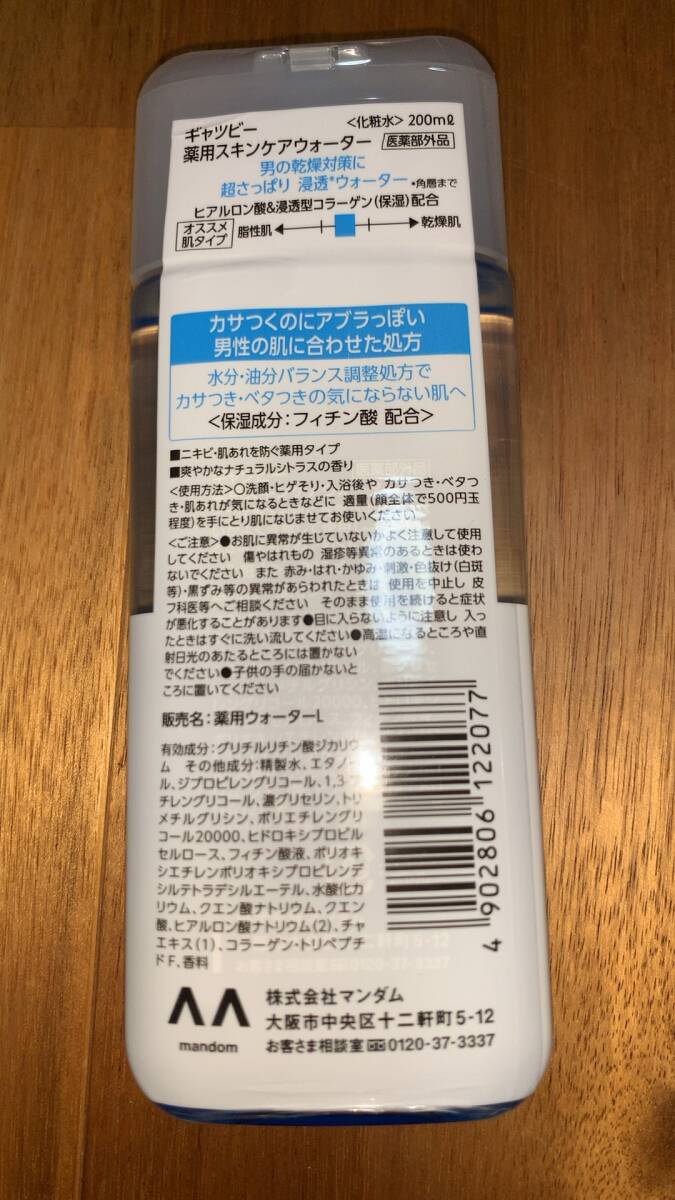 ギャツビー
<化粧水> 200mℓ
薬用スキンケアウォーター 医薬部外品
男の乾燥対策に
超さっぱり 浸透*ウォーター *角層まで
ヒアルロン酸&浸透型コラーゲン(保湿)配合
オススメ
肌タイプ
脂性肌 乾燥肌
カサつくのにアブラっぽい
男性の肌に合わせた処方
水分・油分バランス調整処方で
カサつき・ベタつきの気にならない肌へ
<保湿成分:フィチン酸 配合>
■ニキビ・肌あれを防ぐ薬用タイプ
■爽やかなナチュラルシトラスの香り
<使用方法>○洗顔・ヒゲそり・入浴後や カサつき・ベタつ
き・肌あれが気になるときなどに 適量(顔全体で500円玉
程度)を手にとり肌になじませてお使いください
<ご注意>●お肌に異常が生じていないかよく注意して使用
してください 傷やはれもの 湿疹等異常のあるときは使わ
ないでください また 赤み・はれ・かゆみ・刺激・色抜け(白斑
等)・黒ずみ等の異常があらわれたときは 使用を中止し 皮
フ科医等へご相談ください そのまま使用を続けると症状
が悪化することがあります●目に入らないように注意し 入っ
たときはすぐに洗い流してください●高温になるところや直
射日光のあたるところには置かない
でください●子供の手の届かないと
ころに置いてください
販売名:薬用ウォーターL
有効成分:グリチルリチン酸ジカリウ
ム その他成分:精製水、エタノー
ル、ジプロピレングリコール、1,3-ブ
チレングリコール、濃グリセリン、トリ
メチルグリシン、ポリエチレングリ
コール20000、ヒドロキシプロピル
セルロース、フィチン酸液、ポリオキ
シエチレンポリオキシプロピレンデ
シルテトラデシルエーテル、水酸化カ
リウム、クエン酸ナトリウム、クエン
酸、ヒアルロン酸ナトリウム(2)、チャ
エキス(1)、コラーゲン・トリペプチ
ドF、香料
4 902806 122077
mandom
株式会社マンダム
大阪市中央区十二軒町5-12
お客さま相談室 0120-37-3337